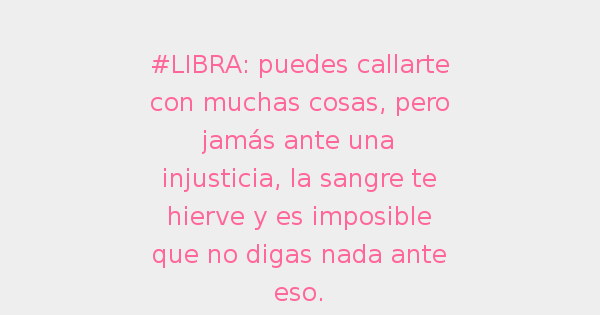 #LIBRA: puedes callarte
con muchas cosas, pero
jamás ante una
injusticia, la sangre te
hierve y es imposible
que no digas nada ante
eso.